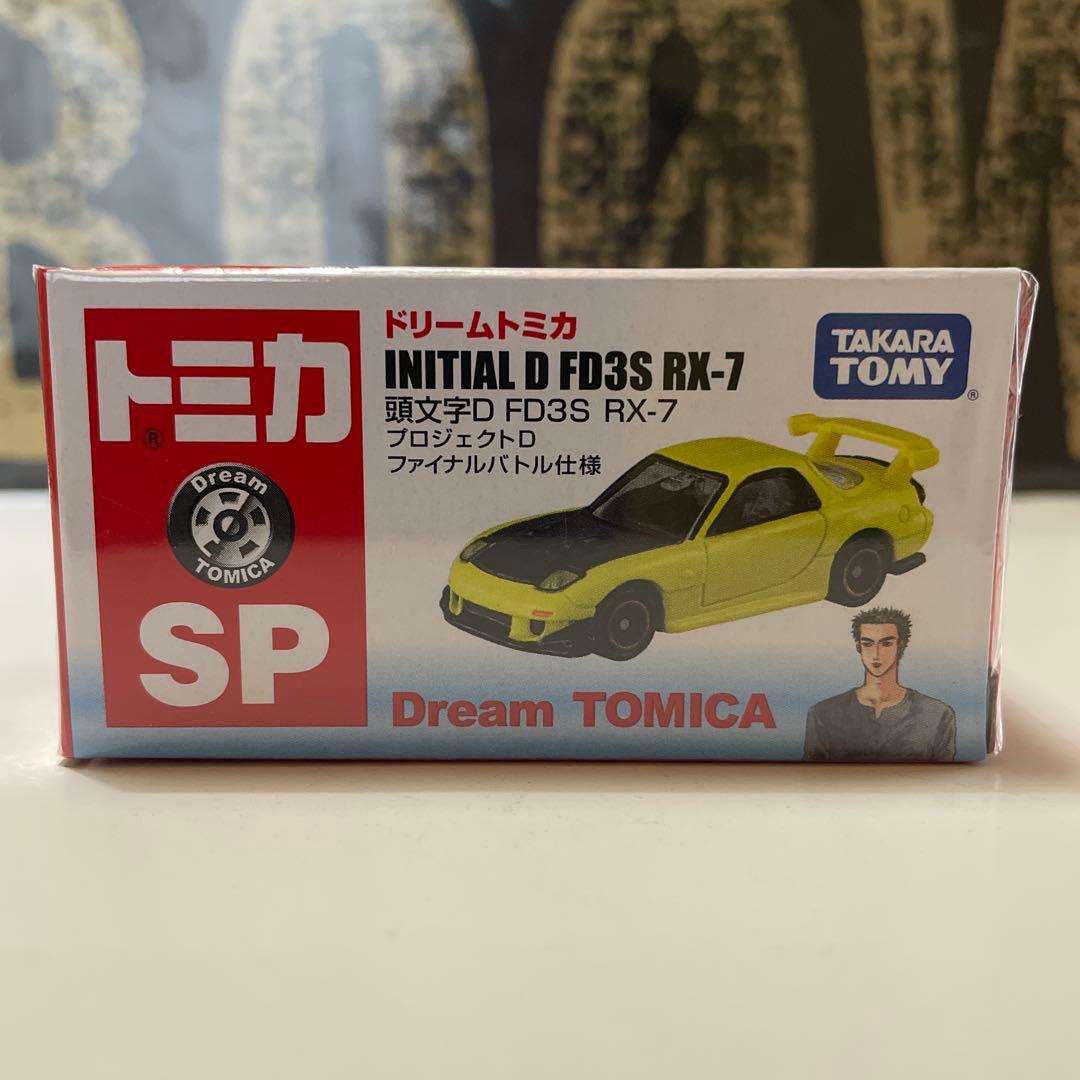 トミカ
®
Dream
TOMICA
SP
ドリームトミカ
INITIAL D FD3S RX-7
頭文字D FD3S RX-7
プロジェクトD
ファイナルバトル仕様
TAKARA
TOMY
®
Dream TOMICA